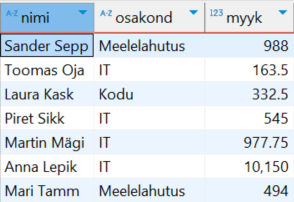 A-Z nimi A-Z osakond 123 myyk
Sander Sepp Meelelahutus 988
Toomas Oja IT 163.5
Laura Kask Kodu 332.5
Piret Sikk IT 545
Martin Mägi IT 977.75
Anna Lepik IT 10,150
Mari Tamm Meelelahutus 494